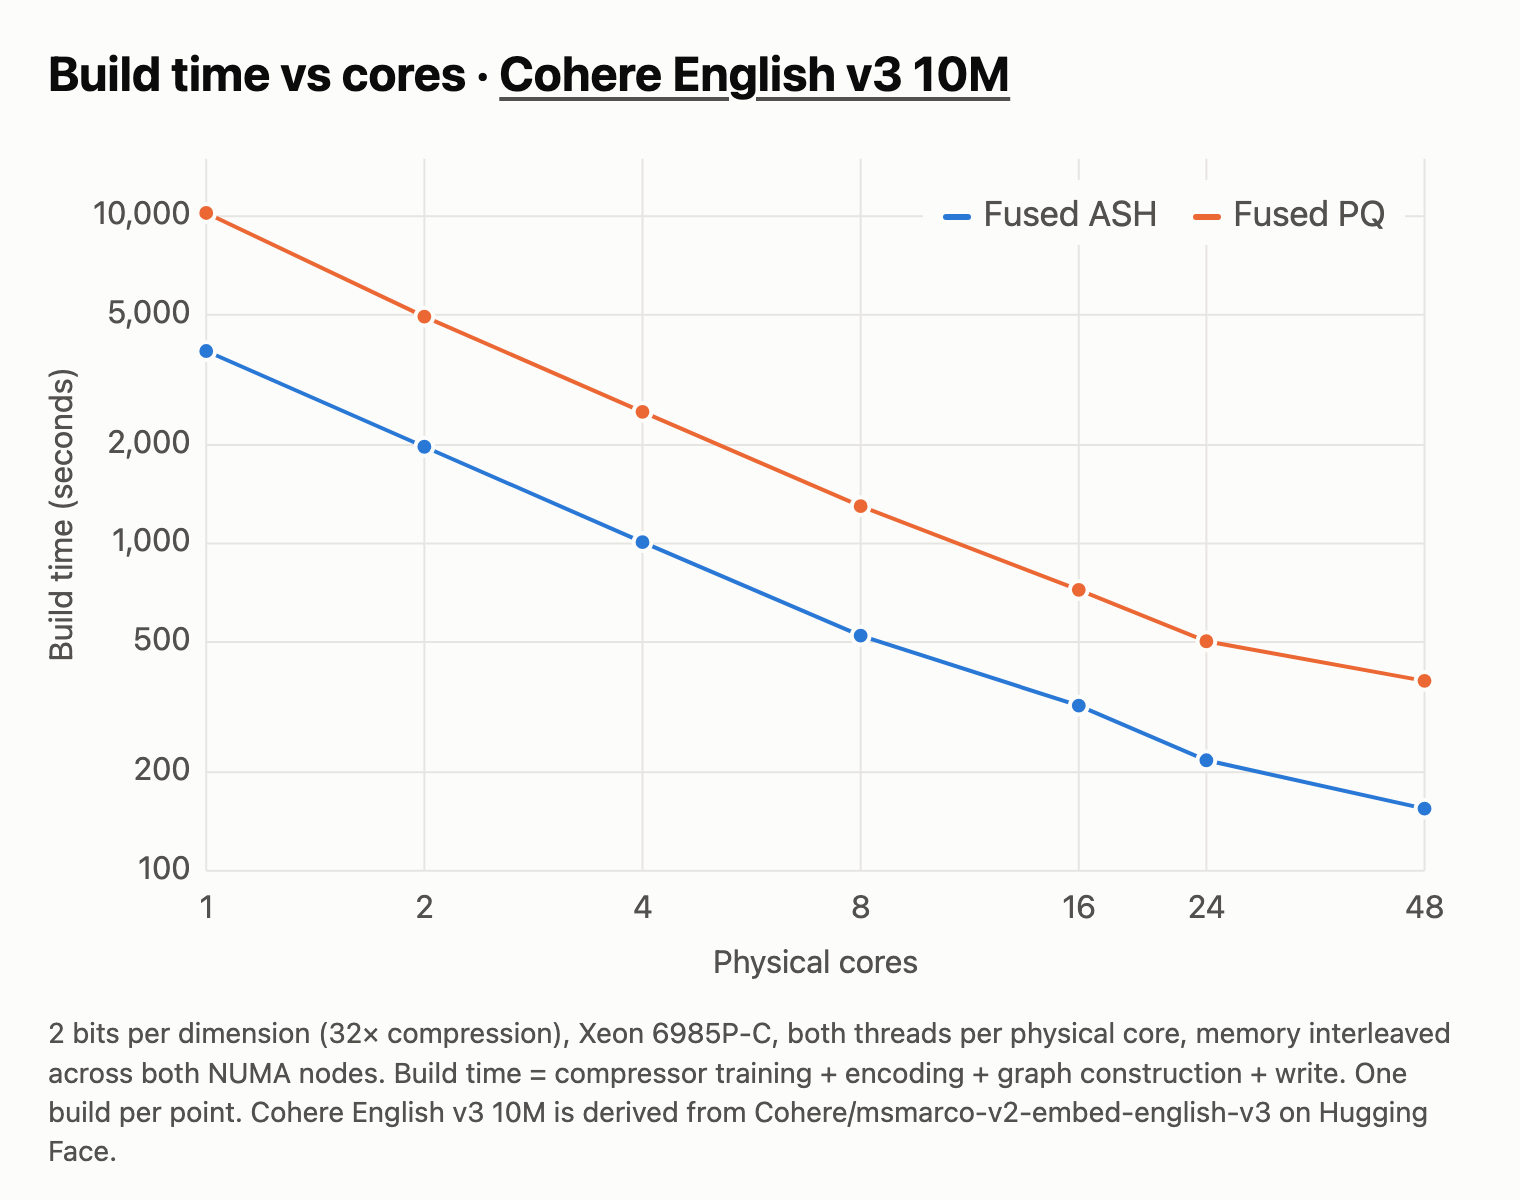 Build time vs cores · Cohere English v3 10M
Fused ASH
Fused PQ
Build time (seconds)
10,000
5,000
2,000
1,000
500
200
100
1
2
4
8
16
24
48
Physical cores
2 bits per dimension (32× compression), Xeon 6985P-C, both threads per physical core, memory interleaved
across both NUMA nodes. Build time = compressor training + encoding + graph construction + write. One
build per point. Cohere English v3 10M is derived from Cohere/msmarco-v2-embed-english-v3 on Hugging
Face.